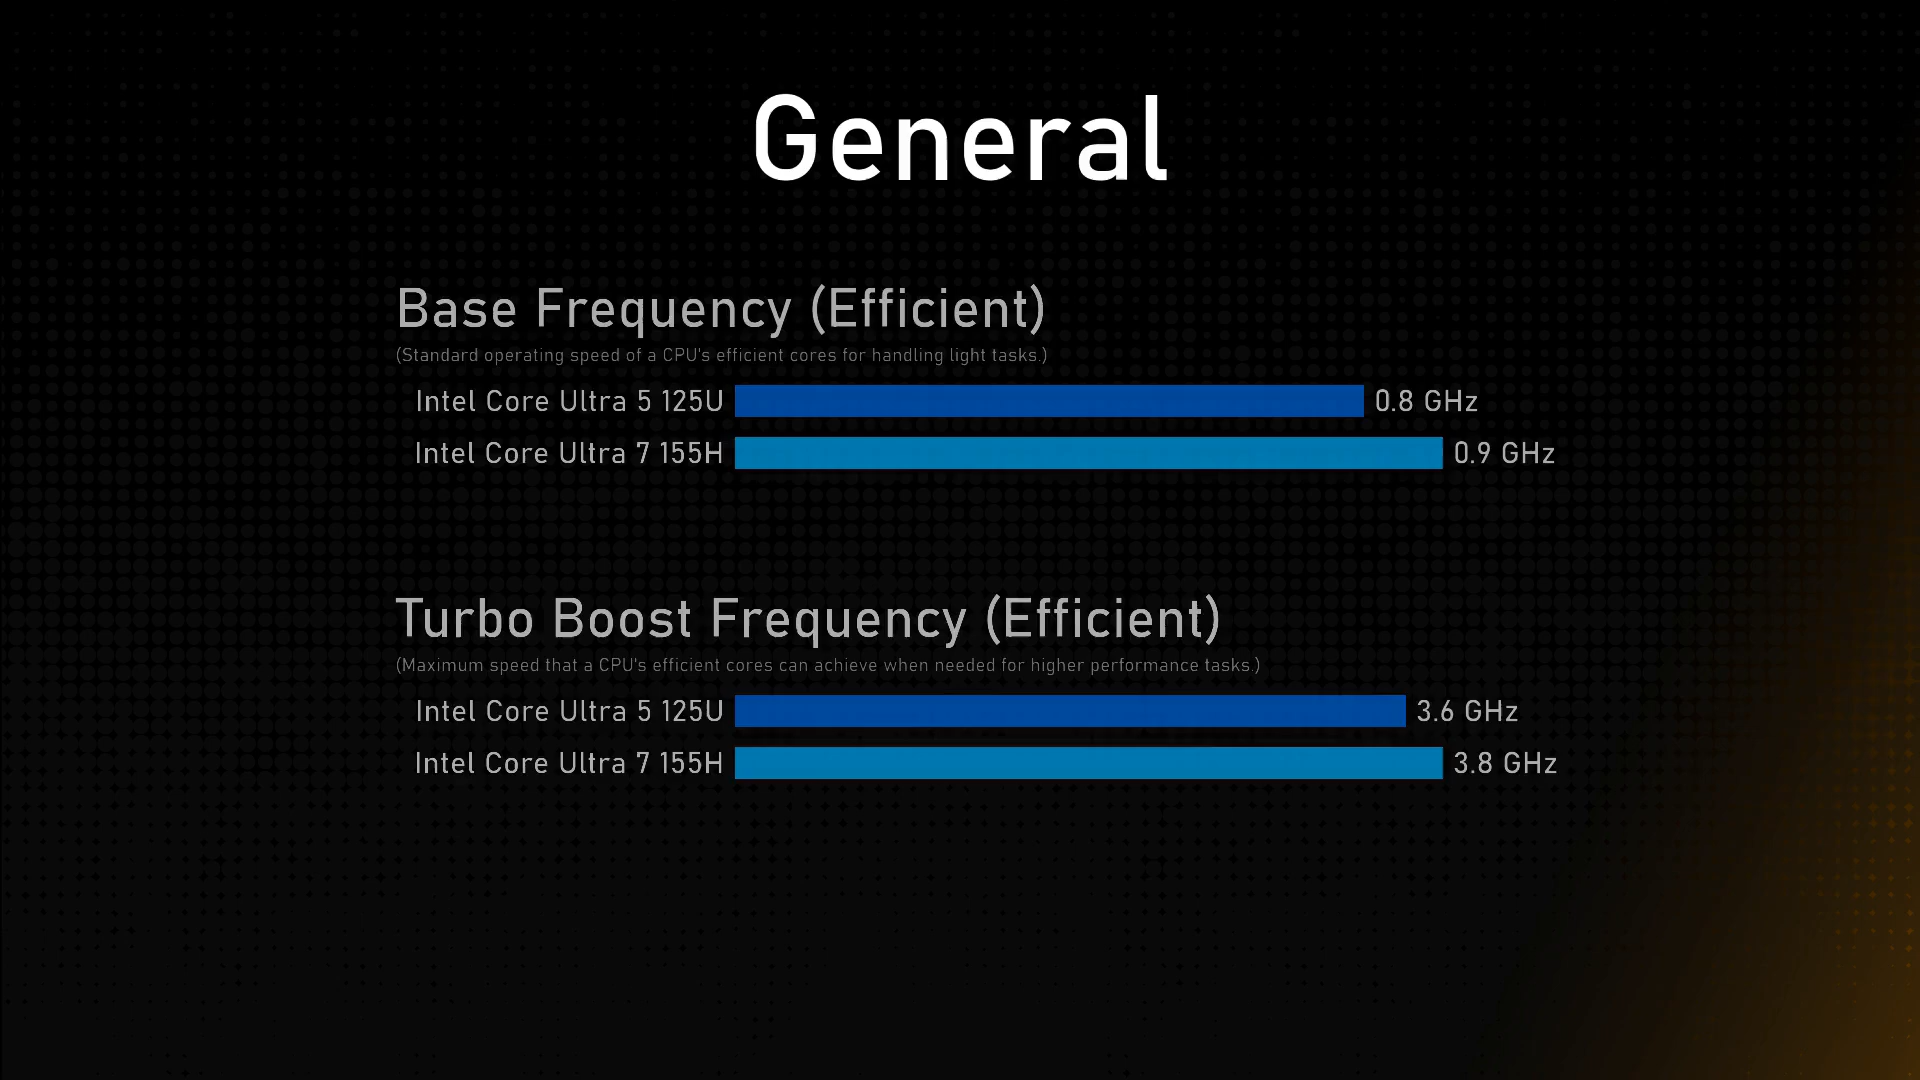 General
Base Frequency (Efficient)
(Standard operating speed of a CPU's efficient cores for handling light tasks.)
Intel Core Ultra 5 125U 0.8 GHz
Intel Core Ultra 7 155H 0.9 GHz
Turbo Boost Frequency (Efficient)
(Maximum speed that a CPU's efficient cores can achieve when needed for higher performance tasks.)
Intel Core Ultra 5 125U 3.6 GHz
Intel Core Ultra 7 155H 3.8 GHz